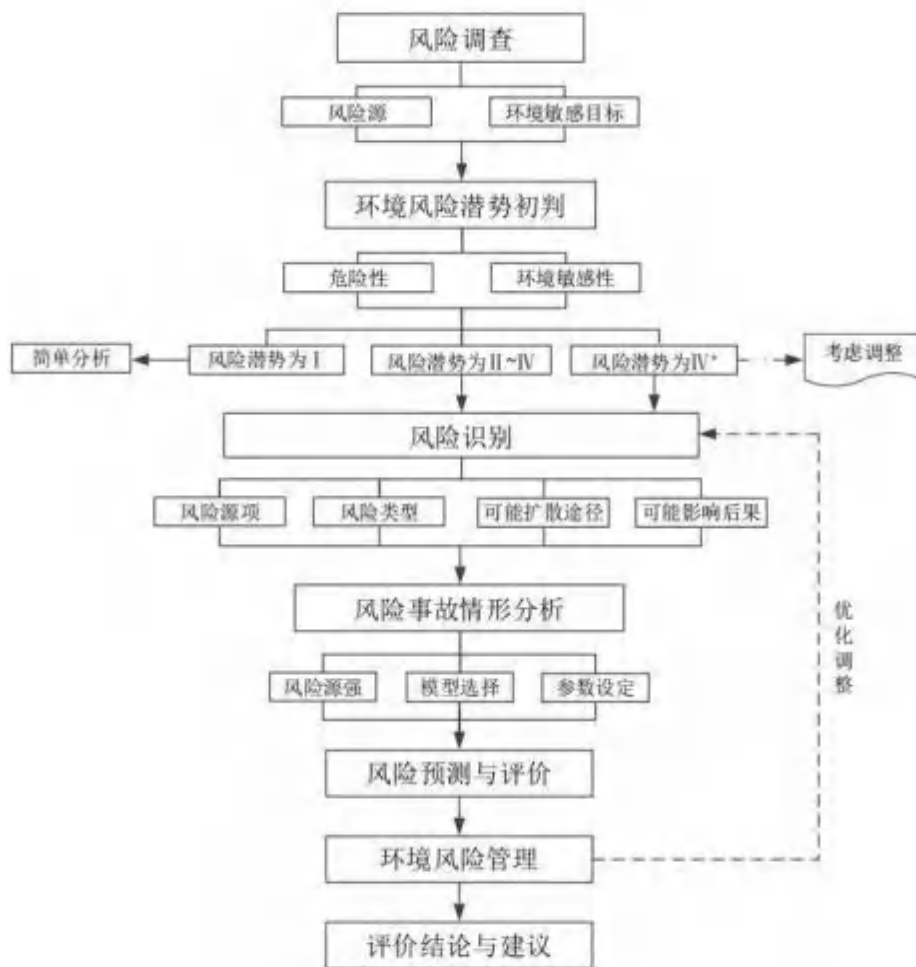 风险调查
风险源
环境敏感目标
环境风险潜势初判
危险性
环境敏感性
简单分析
风险潜势为Ⅰ
风险潜势为Ⅱ~Ⅳ
风险潜势为Ⅳ⁺
考虑调整
风险识别
风险源项
风险类型
可能扩散途径
可能影响后果
风险事故情形分析
优化调整
风险源强
模型选择
参数设定
风险预测与评价
环境风险管理
评价结论与建议